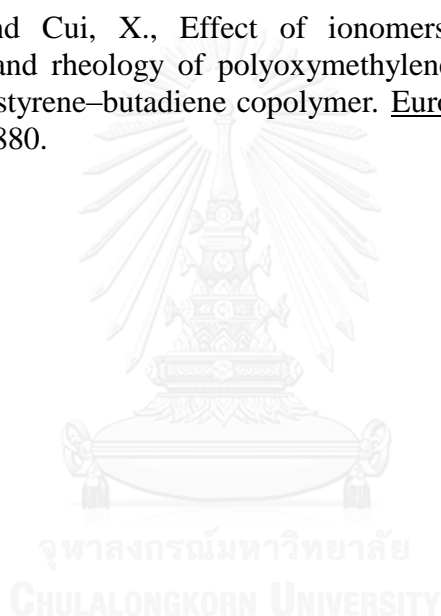 nd Cui, X., Effect of ionomers
and rheology of polyoxymethylene
styrene–butadiene copolymer. Euro
880.
จุฬาลงกรณ์มหาวิทยาลัย
CHULALONGKORN UNIVERSITY